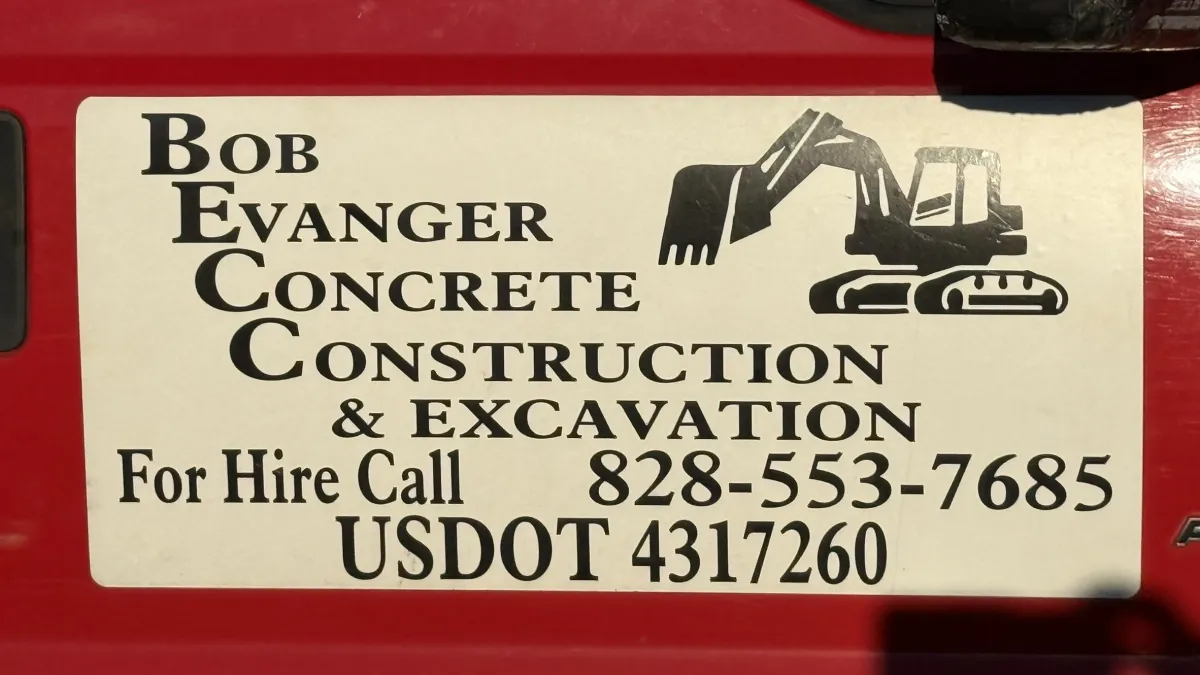 BOB
EVANGER
CONCRETE
CONSTRUCTION
& EXCAVATION
For Hire Call 828-553-7685
USDOT 4317260